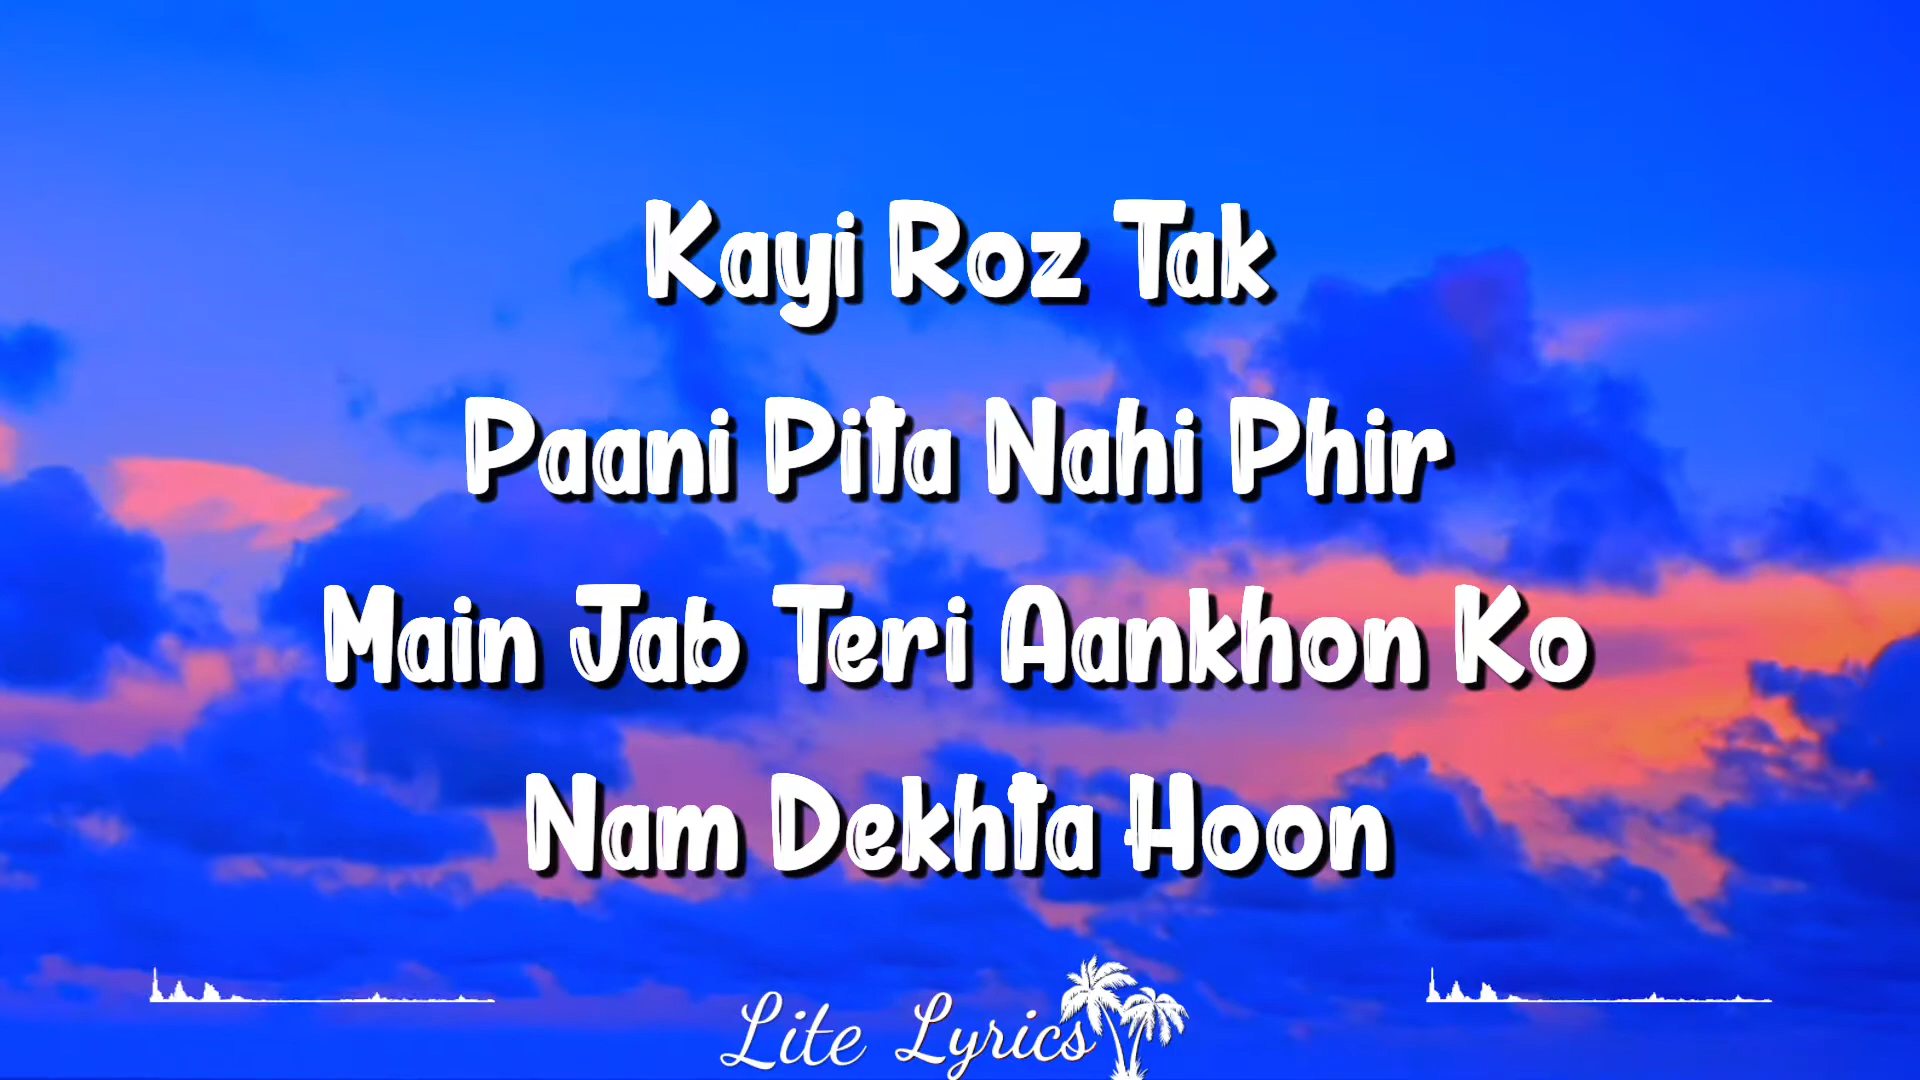 Kayi Roz Tak
Paani Pita Nahi Phir
Main Jab Teri Aankhon Ko
Nam Dekhta Hoon
Lite Lyrics